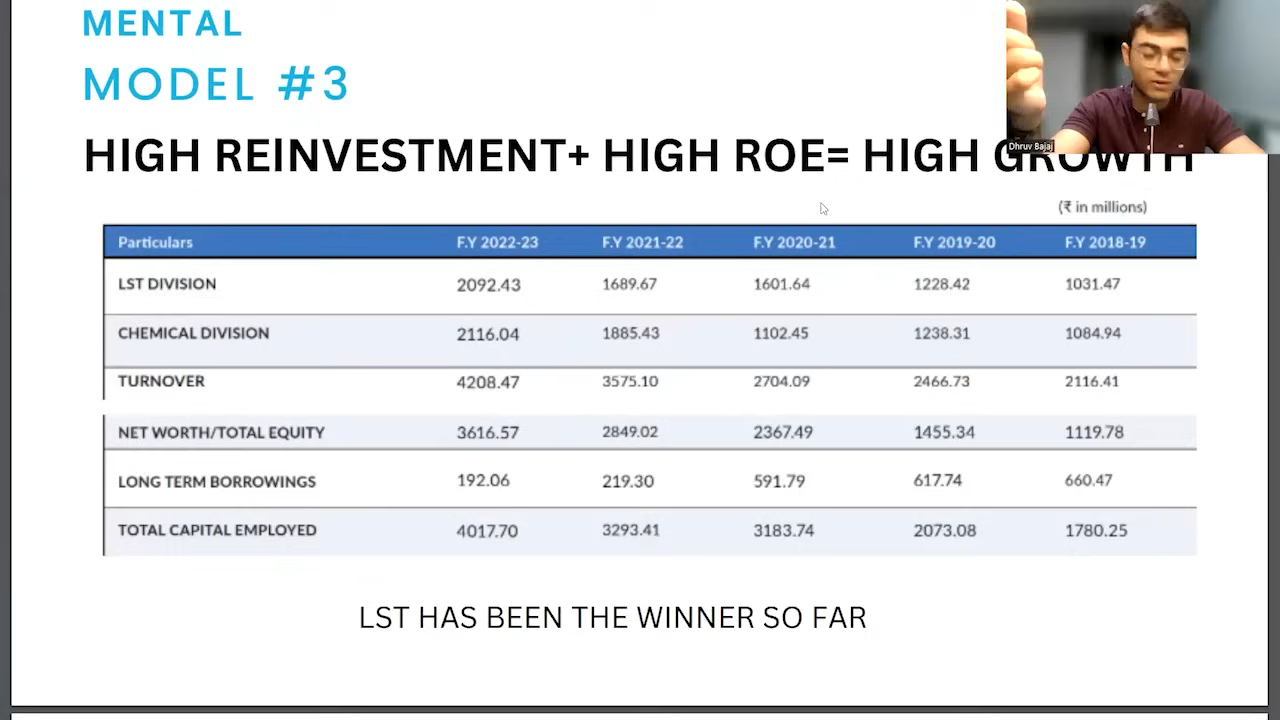 MENTAL
MODEL #3
Dhruv Bajaj
HIGH REINVESTMENT+ HIGH ROE= HIGH GROWTH
(₹ in millions)
Particulars F.Y 2022-23 F.Y 2021-22 F.Y 2020-21 F.Y 2019-20 F.Y 2018-19
LST DIVISION 2092.43 1689.67 1601.64 1228.42 1031.47
CHEMICAL DIVISION 2116.04 1885.43 1102.45 1238.31 1084.94
TURNOVER 4208.47 3575.10 2704.09 2466.73 2116.41
NET WORTH/TOTAL EQUITY 3616.57 2849.02 2367.49 1455.34 1119.78
LONG TERM BORROWINGS 192.06 219.30 591.79 617.74 660.47
TOTAL CAPITAL EMPLOYED 4017.70 3293.41 3183.74 2073.08 1780.25
LST HAS BEEN THE WINNER SO FAR